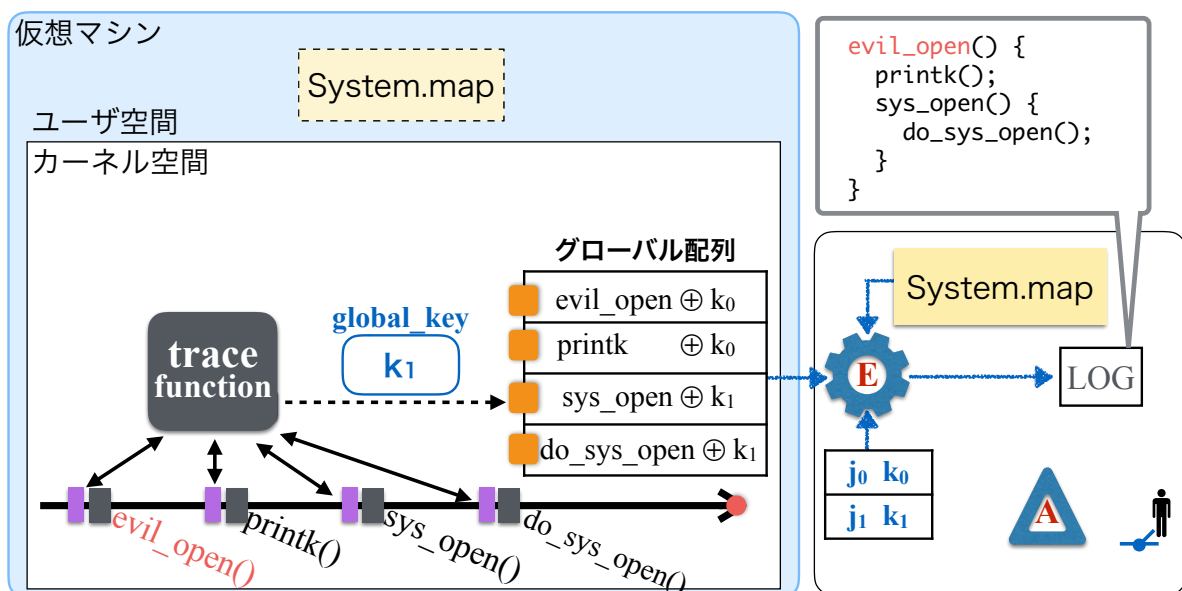 仮想マシン
System.map
ユーザ空間
カーネル空間
trace
function
global_key
k₁
グローバル配列
evil_open ⊕ k₀
printk ⊕ k₀
sys_open ⊕ k₁
do_sys_open ⊕ k₁
evil_open()
printk()
sys_open()
do_sys_open()
evil_open() {
  printk();
  sys_open() {
    do_sys_open();
  }
}
System.map
E
LOG
j₀ k₀
j₁ k₁
A